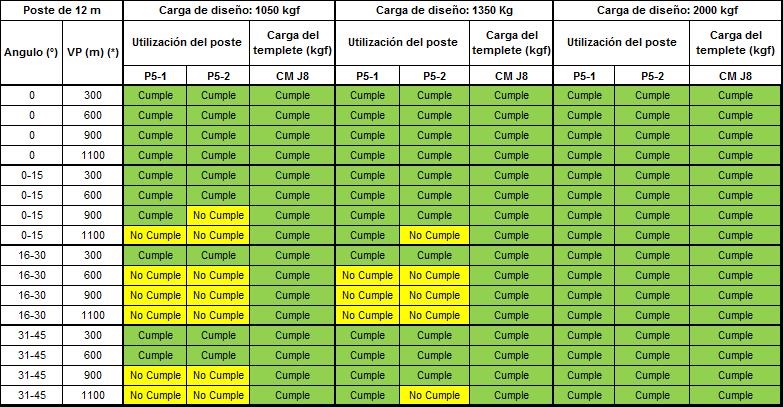 Poste de 12 m Carga de diseño: 1050 kgf Carga de diseño: 1350 Kg Carga de diseño: 2000 kgf
Angulo (°) VP (m) (*) Utilización del poste Carga del templete (kgf) Utilización del poste Carga del templete (kgf) Utilización del poste Carga del templete (kgf)
P5-1 P5-2 CM J8 P5-1 P5-2 CM J8 P5-1 P5-2 CM J8
0 300 Cumple Cumple Cumple Cumple Cumple Cumple Cumple Cumple Cumple
0 600 Cumple Cumple Cumple Cumple Cumple Cumple Cumple Cumple Cumple
0 900 Cumple Cumple Cumple Cumple Cumple Cumple Cumple Cumple Cumple
0 1100 Cumple Cumple Cumple Cumple Cumple Cumple Cumple Cumple Cumple
0-15 300 Cumple Cumple Cumple Cumple Cumple Cumple Cumple Cumple Cumple
0-15 600 Cumple Cumple Cumple Cumple Cumple Cumple Cumple Cumple Cumple
0-15 900 Cumple No Cumple Cumple Cumple Cumple Cumple Cumple Cumple Cumple
0-15 1100 No Cumple No Cumple Cumple Cumple No Cumple Cumple Cumple Cumple Cumple
16-30 300 Cumple Cumple Cumple Cumple Cumple Cumple Cumple Cumple Cumple
16-30 600 No Cumple No Cumple Cumple No Cumple No Cumple Cumple Cumple Cumple Cumple
16-30 900 No Cumple No Cumple Cumple No Cumple No Cumple Cumple Cumple Cumple Cumple
16-30 1100 No Cumple No Cumple Cumple No Cumple No Cumple Cumple Cumple Cumple Cumple
31-45 300 Cumple Cumple Cumple Cumple Cumple Cumple Cumple Cumple Cumple
31-45 600 Cumple Cumple Cumple Cumple Cumple Cumple Cumple Cumple Cumple
31-45 900 No Cumple No Cumple Cumple Cumple Cumple Cumple Cumple Cumple Cumple
31-45 1100 No Cumple No Cumple Cumple Cumple No Cumple Cumple Cumple Cumple Cumple